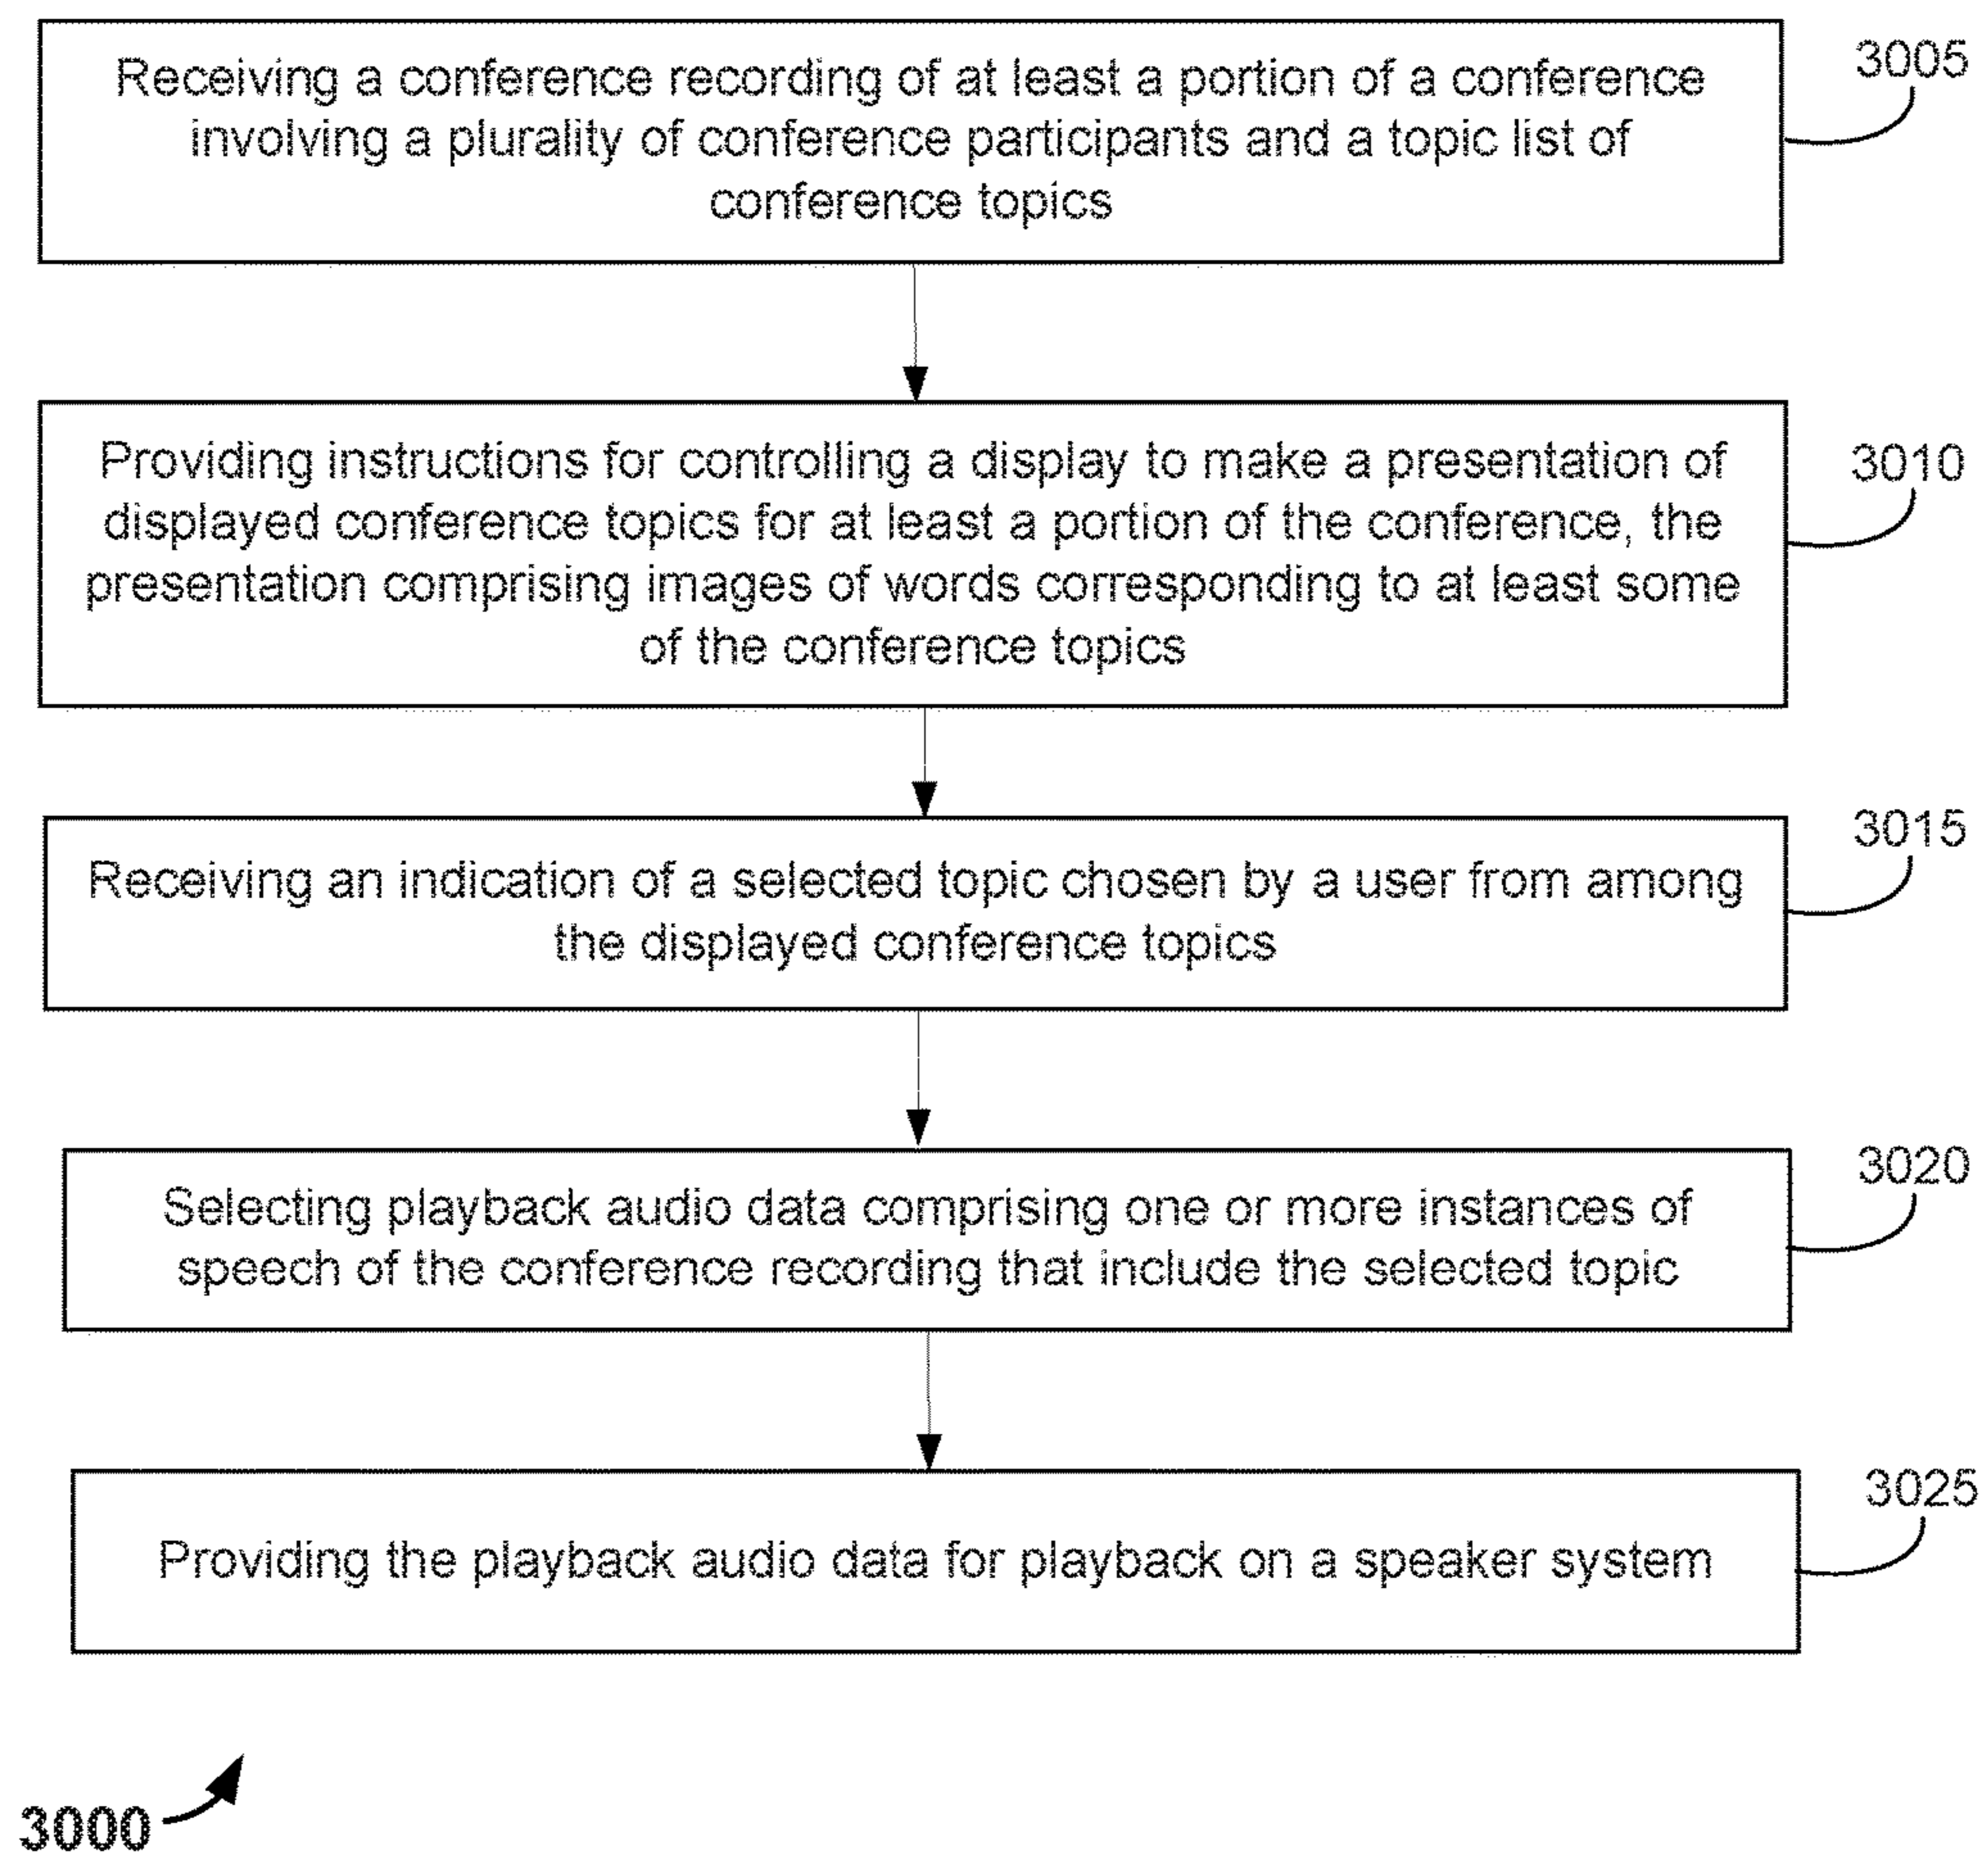 Receiving a conference recording of at least a portion of a conference
involving a plurality of conference participants and a topic list of
conference topics
3005
Providing instructions for controlling a display to make a presentation of
displayed conference topics for at least a portion of the conference, the
presentation comprising images of words corresponding to at least some
of the conference topics
3010
Receiving an indication of a selected topic chosen by a user from among
the displayed conference topics
3015
Selecting playback audio data comprising one or more instances of
speech of the conference recording that include the selected topic
3020
Providing the playback audio data for playback on a speaker system
3025
3000